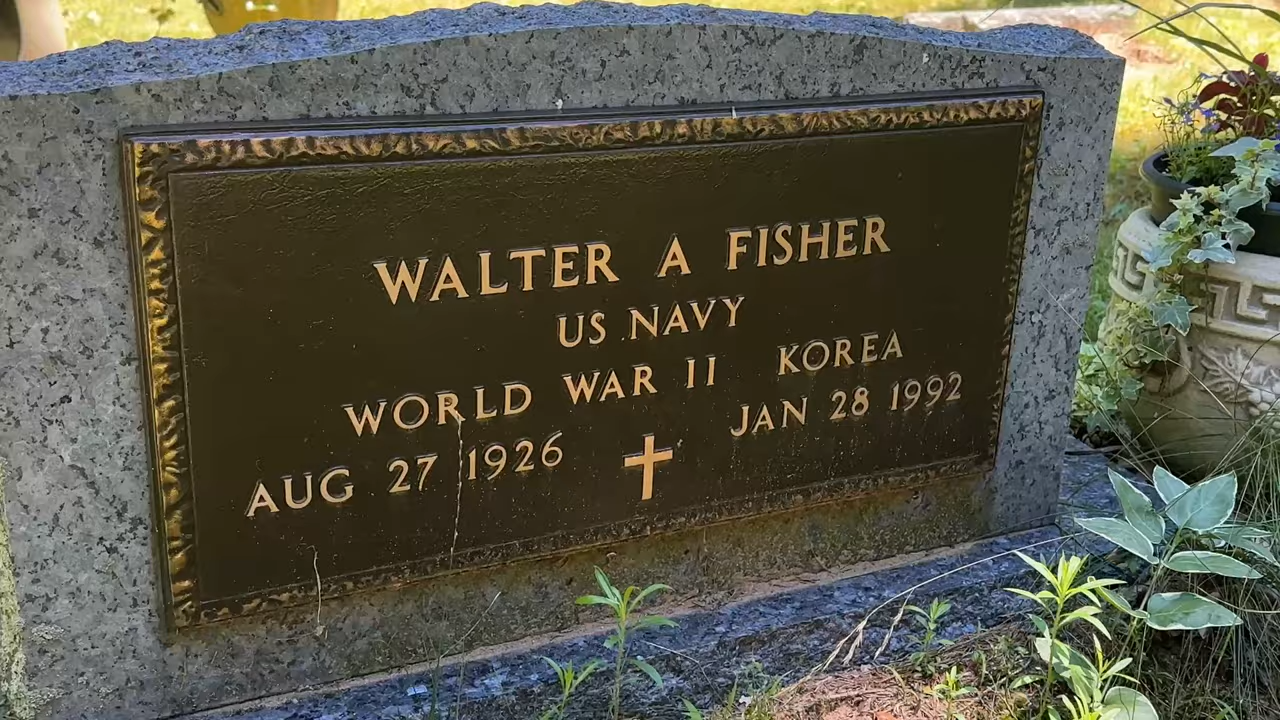 WALTER A FISHER
US NAVY
WORLD WAR II KOREA
AUG 27 1926 JAN 28 1992